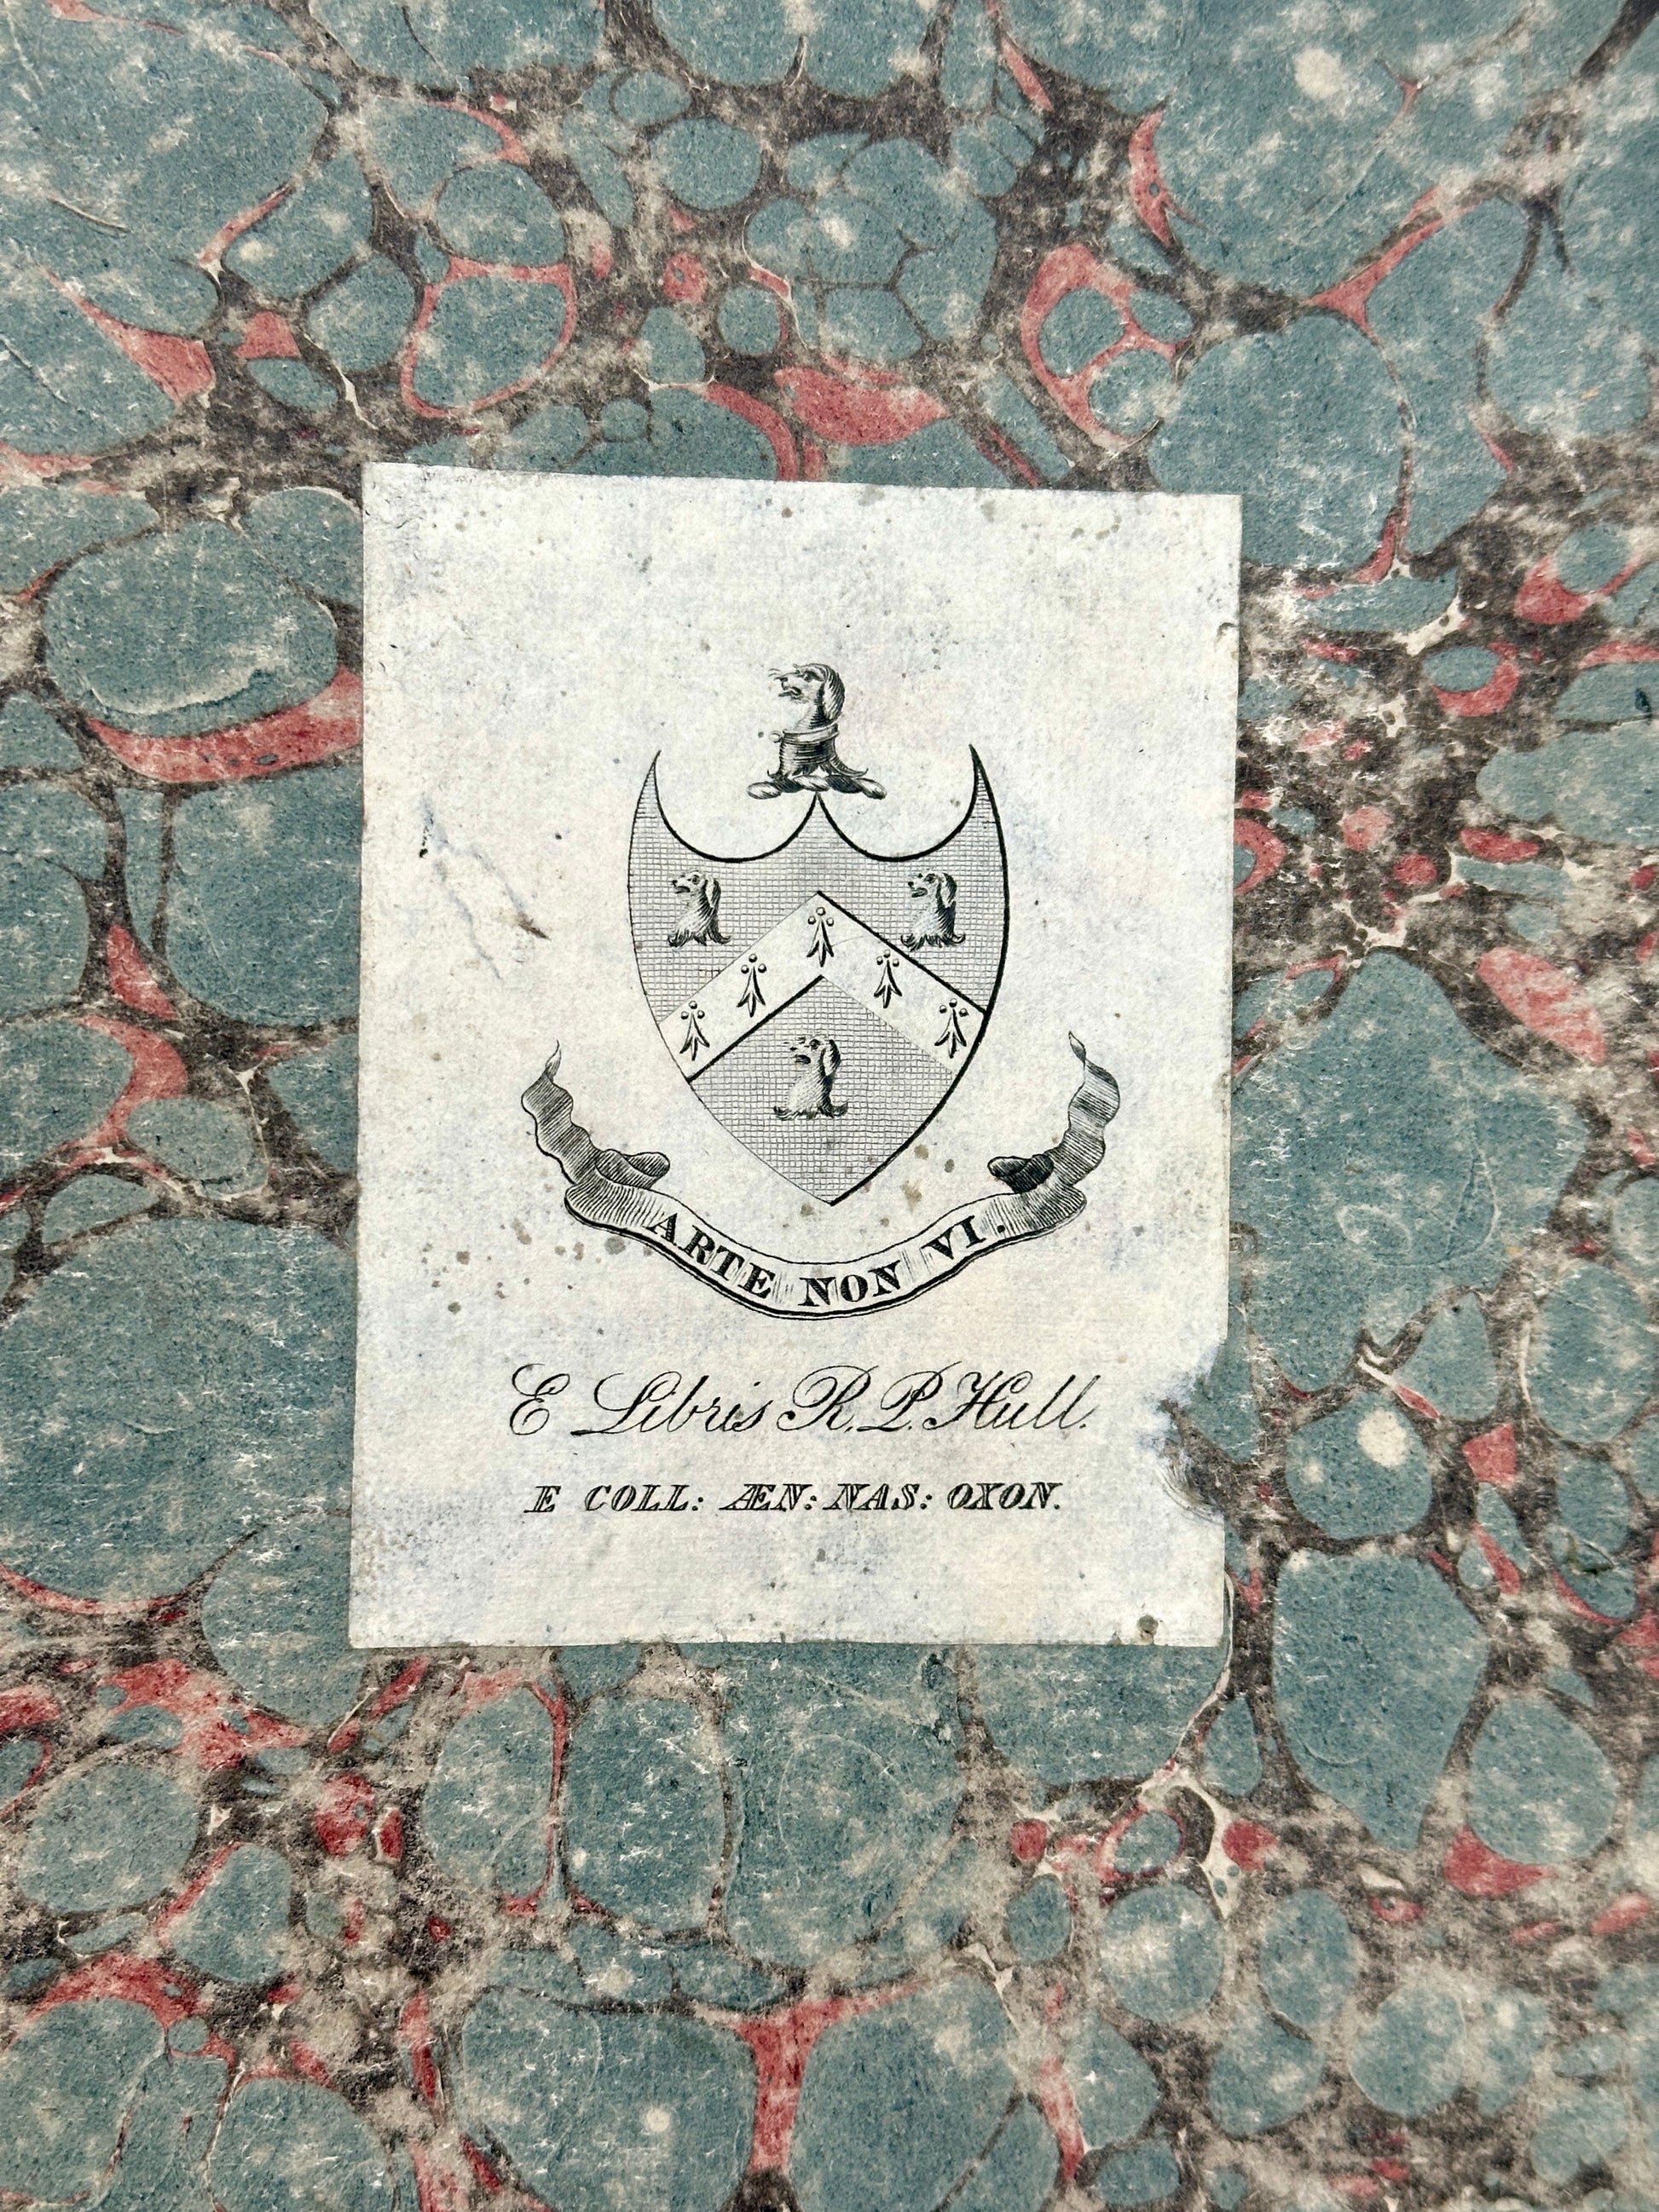 ARTE NON VI.
E Libris R. P. Hull.
E COLL: ÆN: NAS: OXON.